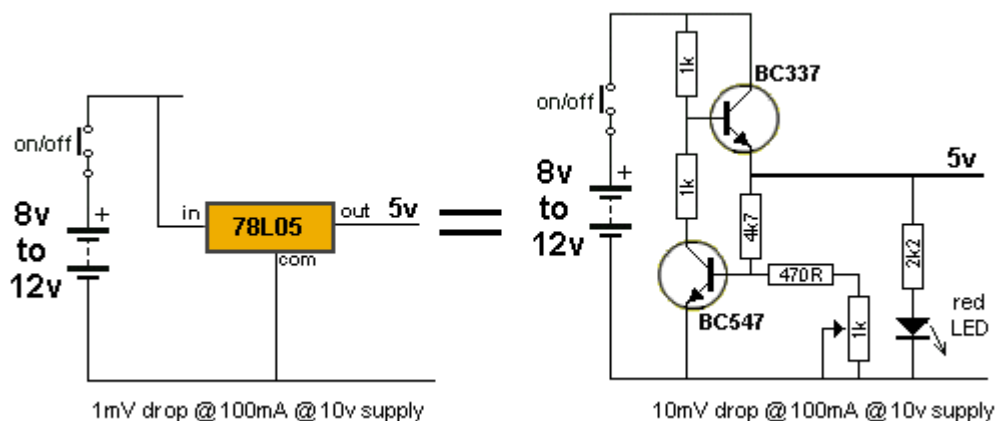 on/off
8v
to
12v
+
in
78L05
out
com
5v
1mV drop @ 100mA @ 10v supply
on/off
8v
to
12v
+
1k
BC337
1k
5v
4k7
BC547
470R
1k
2k2
red
LED
10mV drop @ 100mA @ 10v supply